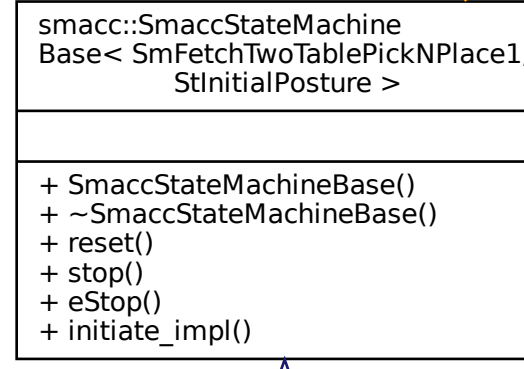 smacc::SmaccStateMachine
Base< SmFetchTwoTablePickNPlace1,
StInitialPosture >
+ SmaccStateMachineBase()
+ ~SmaccStateMachineBase()
+ reset()
+ stop()
+ eStop()
+ initiate_impl()